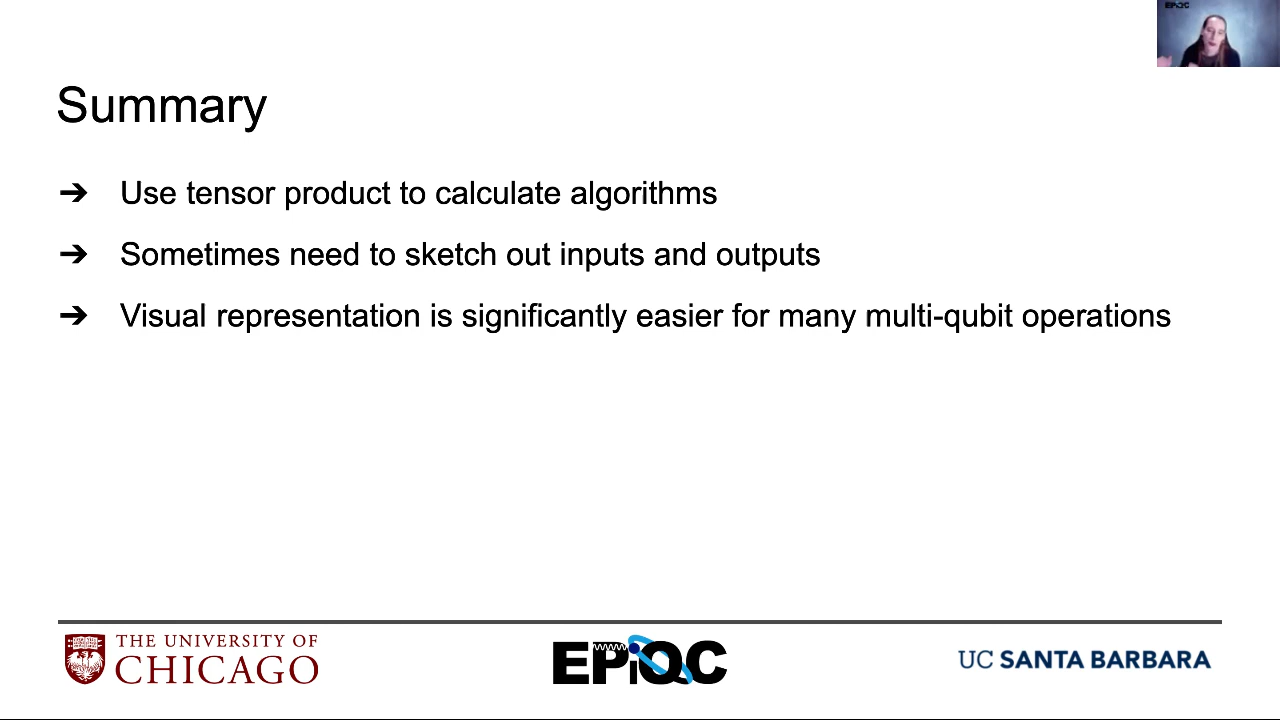 EPiQC
Summary
➔ Use tensor product to calculate algorithms
➔ Sometimes need to sketch out inputs and outputs
➔ Visual representation is significantly easier for many multi-qubit operations
THE UNIVERSITY OF
CHICAGO
EPiQC
UC SANTA BARBARA